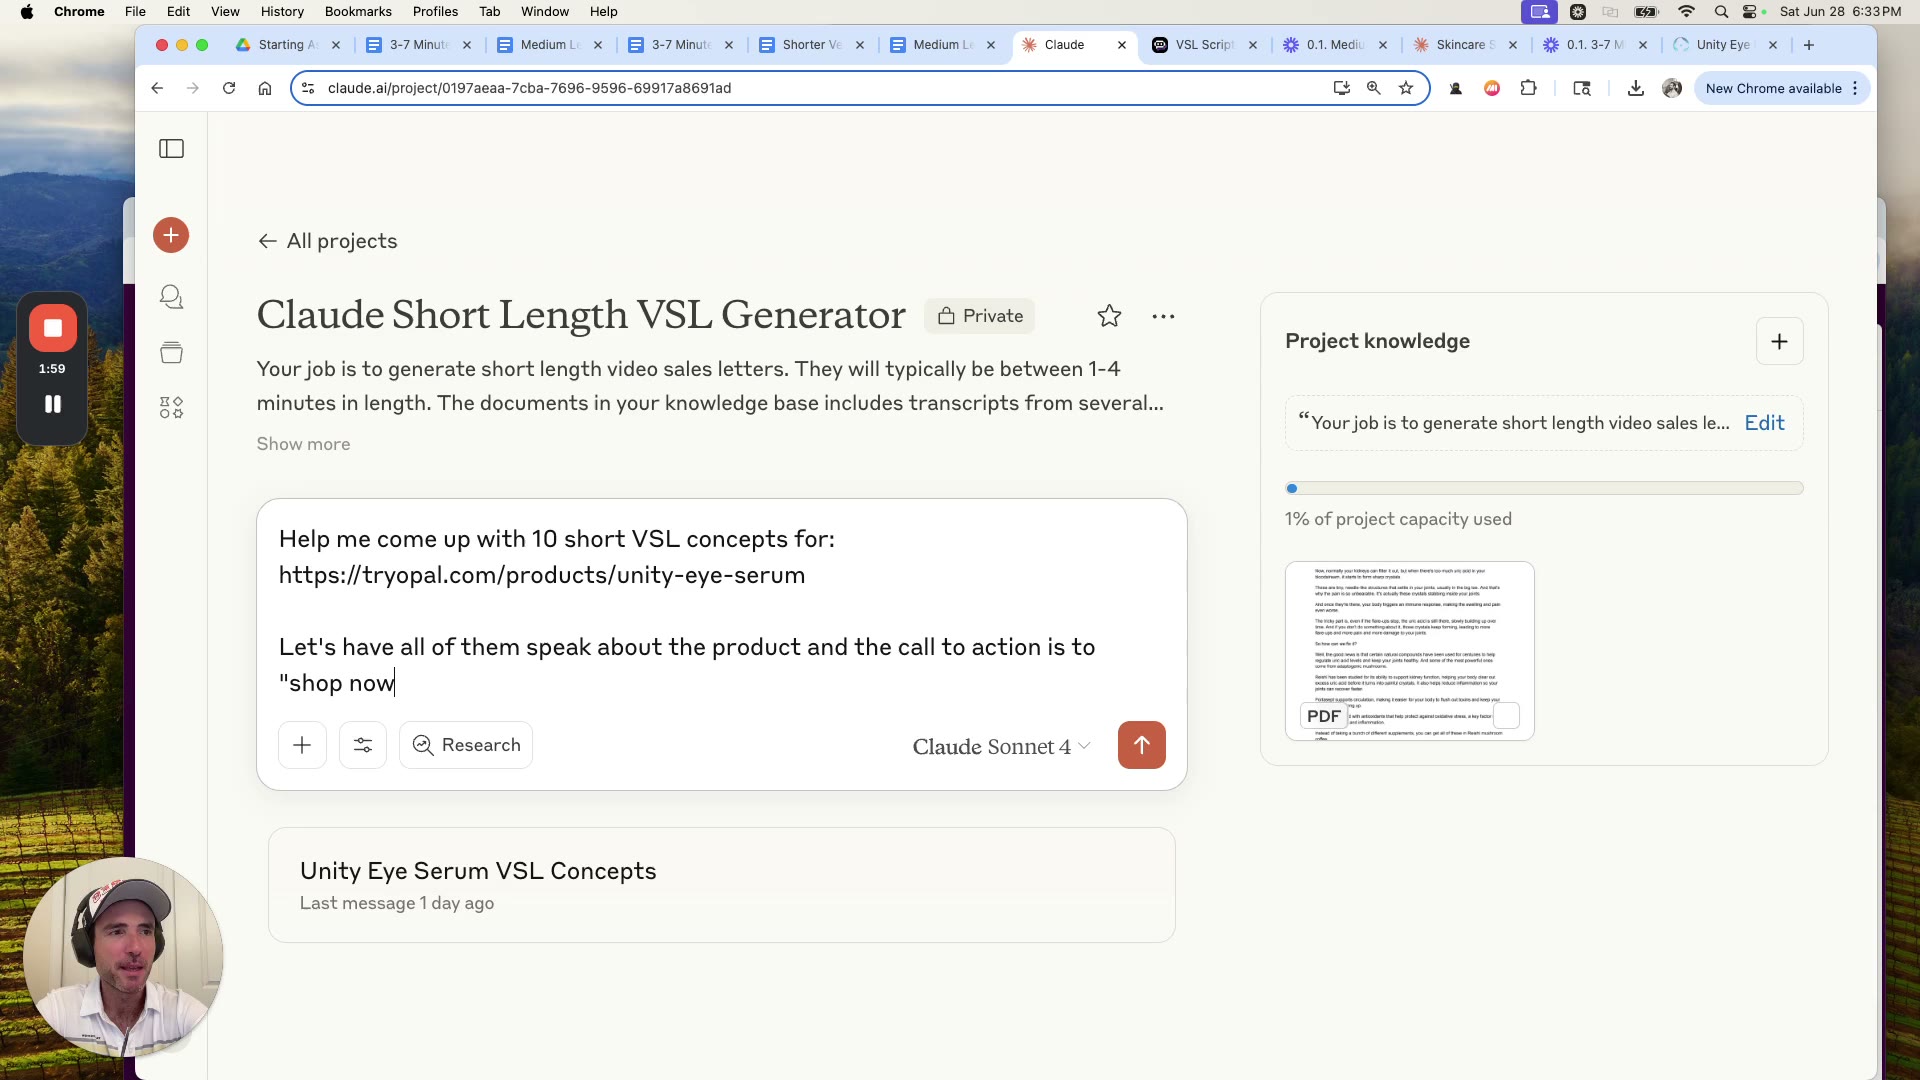 Chrome File Edit View History Bookmarks Profiles Tab Window Help
Sat Jun 28 6:33 PM
Starting A
3-7 Minute
Medium Le
3-7 Minute
Shorter Ve
Medium Le
Claude
VSL Script
0.1. Mediu
Skincare S
0.1. 3-7 M
Unity Eye
claude.ai/project/0197aeaa-7cba-7696-9596-69917a8691ad
New Chrome available
All projects
Claude Short Length VSL Generator
Private
Your job is to generate short length video sales letters. They will typically be between 1-4
minutes in length. The documents in your knowledge base includes transcripts from several...
Show more
Help me come up with 10 short VSL concepts for:
https://tryopal.com/products/unity-eye-serum
Let's have all of them speak about the product and the call to action is to
"shop now
Research
Claude Sonnet 4
Unity Eye Serum VSL Concepts
Last message 1 day ago
Project knowledge
“Your job is to generate short length video sales le...
Edit
1% of project capacity used
PDF
1:59